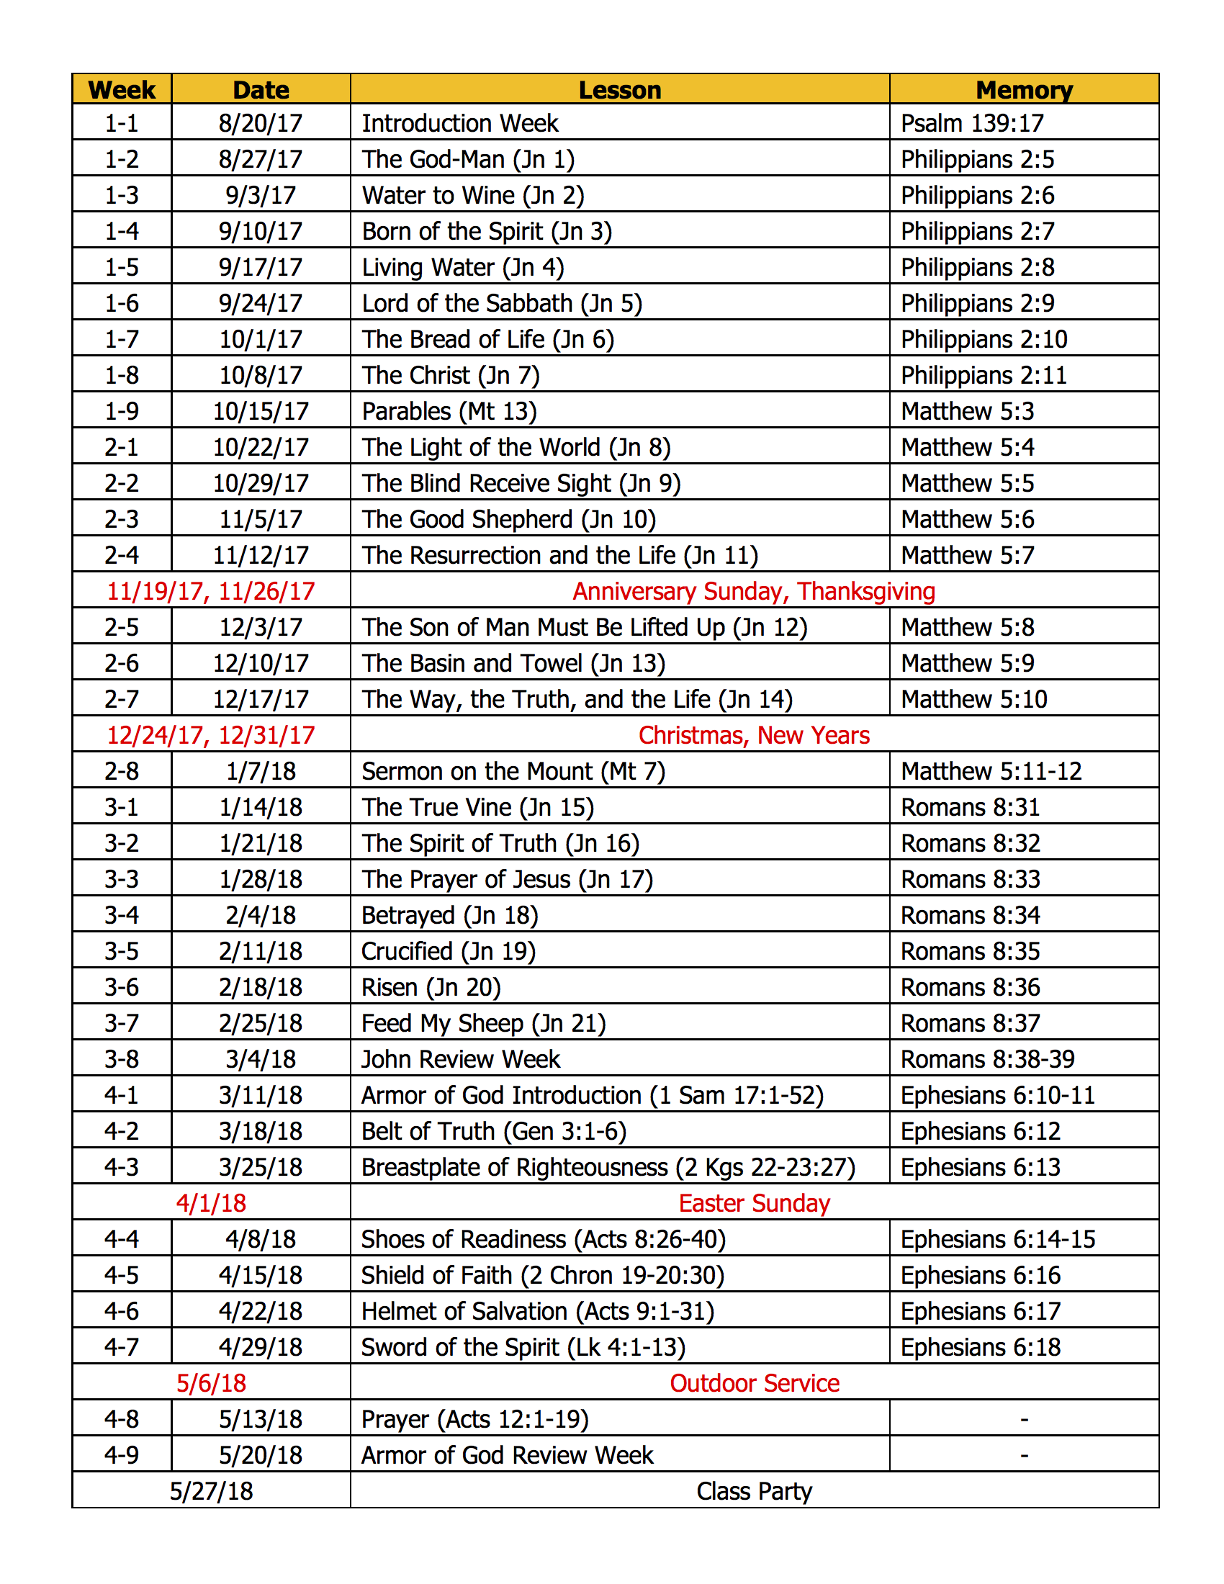 Week Date Lesson Memory
1-1 8/20/17 Introduction Week Psalm 139:17
1-2 8/27/17 The God-Man (Jn 1) Philippians 2:5
1-3 9/3/17 Water to Wine (Jn 2) Philippians 2:6
1-4 9/10/17 Born of the Spirit (Jn 3) Philippians 2:7
1-5 9/17/17 Living Water (Jn 4) Philippians 2:8
1-6 9/24/17 Lord of the Sabbath (Jn 5) Philippians 2:9
1-7 10/1/17 The Bread of Life (Jn 6) Philippians 2:10
1-8 10/8/17 The Christ (Jn 7) Philippians 2:11
1-9 10/15/17 Parables (Mt 13) Matthew 5:3
2-1 10/22/17 The Light of the World (Jn 8) Matthew 5:4
2-2 10/29/17 The Blind Receive Sight (Jn 9) Matthew 5:5
2-3 11/5/17 The Good Shepherd (Jn 10) Matthew 5:6
2-4 11/12/17 The Resurrection and the Life (Jn 11) Matthew 5:7
11/19/17, 11/26/17 Anniversary Sunday, Thanksgiving
2-5 12/3/17 The Son of Man Must Be Lifted Up (Jn 12) Matthew 5:8
2-6 12/10/17 The Basin and Towel (Jn 13) Matthew 5:9
2-7 12/17/17 The Way, the Truth, and the Life (Jn 14) Matthew 5:10
12/24/17, 12/31/17 Christmas, New Years
2-8 1/7/18 Sermon on the Mount (Mt 7) Matthew 5:11-12
3-1 1/14/18 The True Vine (Jn 15) Romans 8:31
3-2 1/21/18 The Spirit of Truth (Jn 16) Romans 8:32
3-3 1/28/18 The Prayer of Jesus (Jn 17) Romans 8:33
3-4 2/4/18 Betrayed (Jn 18) Romans 8:34
3-5 2/11/18 Crucified (Jn 19) Romans 8:35
3-6 2/18/18 Risen (Jn 20) Romans 8:36
3-7 2/25/18 Feed My Sheep (Jn 21) Romans 8:37
3-8 3/4/18 John Review Week Romans 8:38-39
4-1 3/11/18 Armor of God Introduction (1 Sam 17:1-52) Ephesians 6:10-11
4-2 3/18/18 Belt of Truth (Gen 3:1-6) Ephesians 6:12
4-3 3/25/18 Breastplate of Righteousness (2 Kgs 22-23:27) Ephesians 6:13
4/1/18 Easter Sunday
4-4 4/8/18 Shoes of Readiness (Acts 8:26-40) Ephesians 6:14-15
4-5 4/15/18 Shield of Faith (2 Chron 19-20:30) Ephesians 6:16
4-6 4/22/18 Helmet of Salvation (Acts 9:1-31) Ephesians 6:17
4-7 4/29/18 Sword of the Spirit (Lk 4:1-13) Ephesians 6:18
5/6/18 Outdoor Service
4-8 5/13/18 Prayer (Acts 12:1-19) -
4-9 5/20/18 Armor of God Review Week -
5/27/18 Class Party